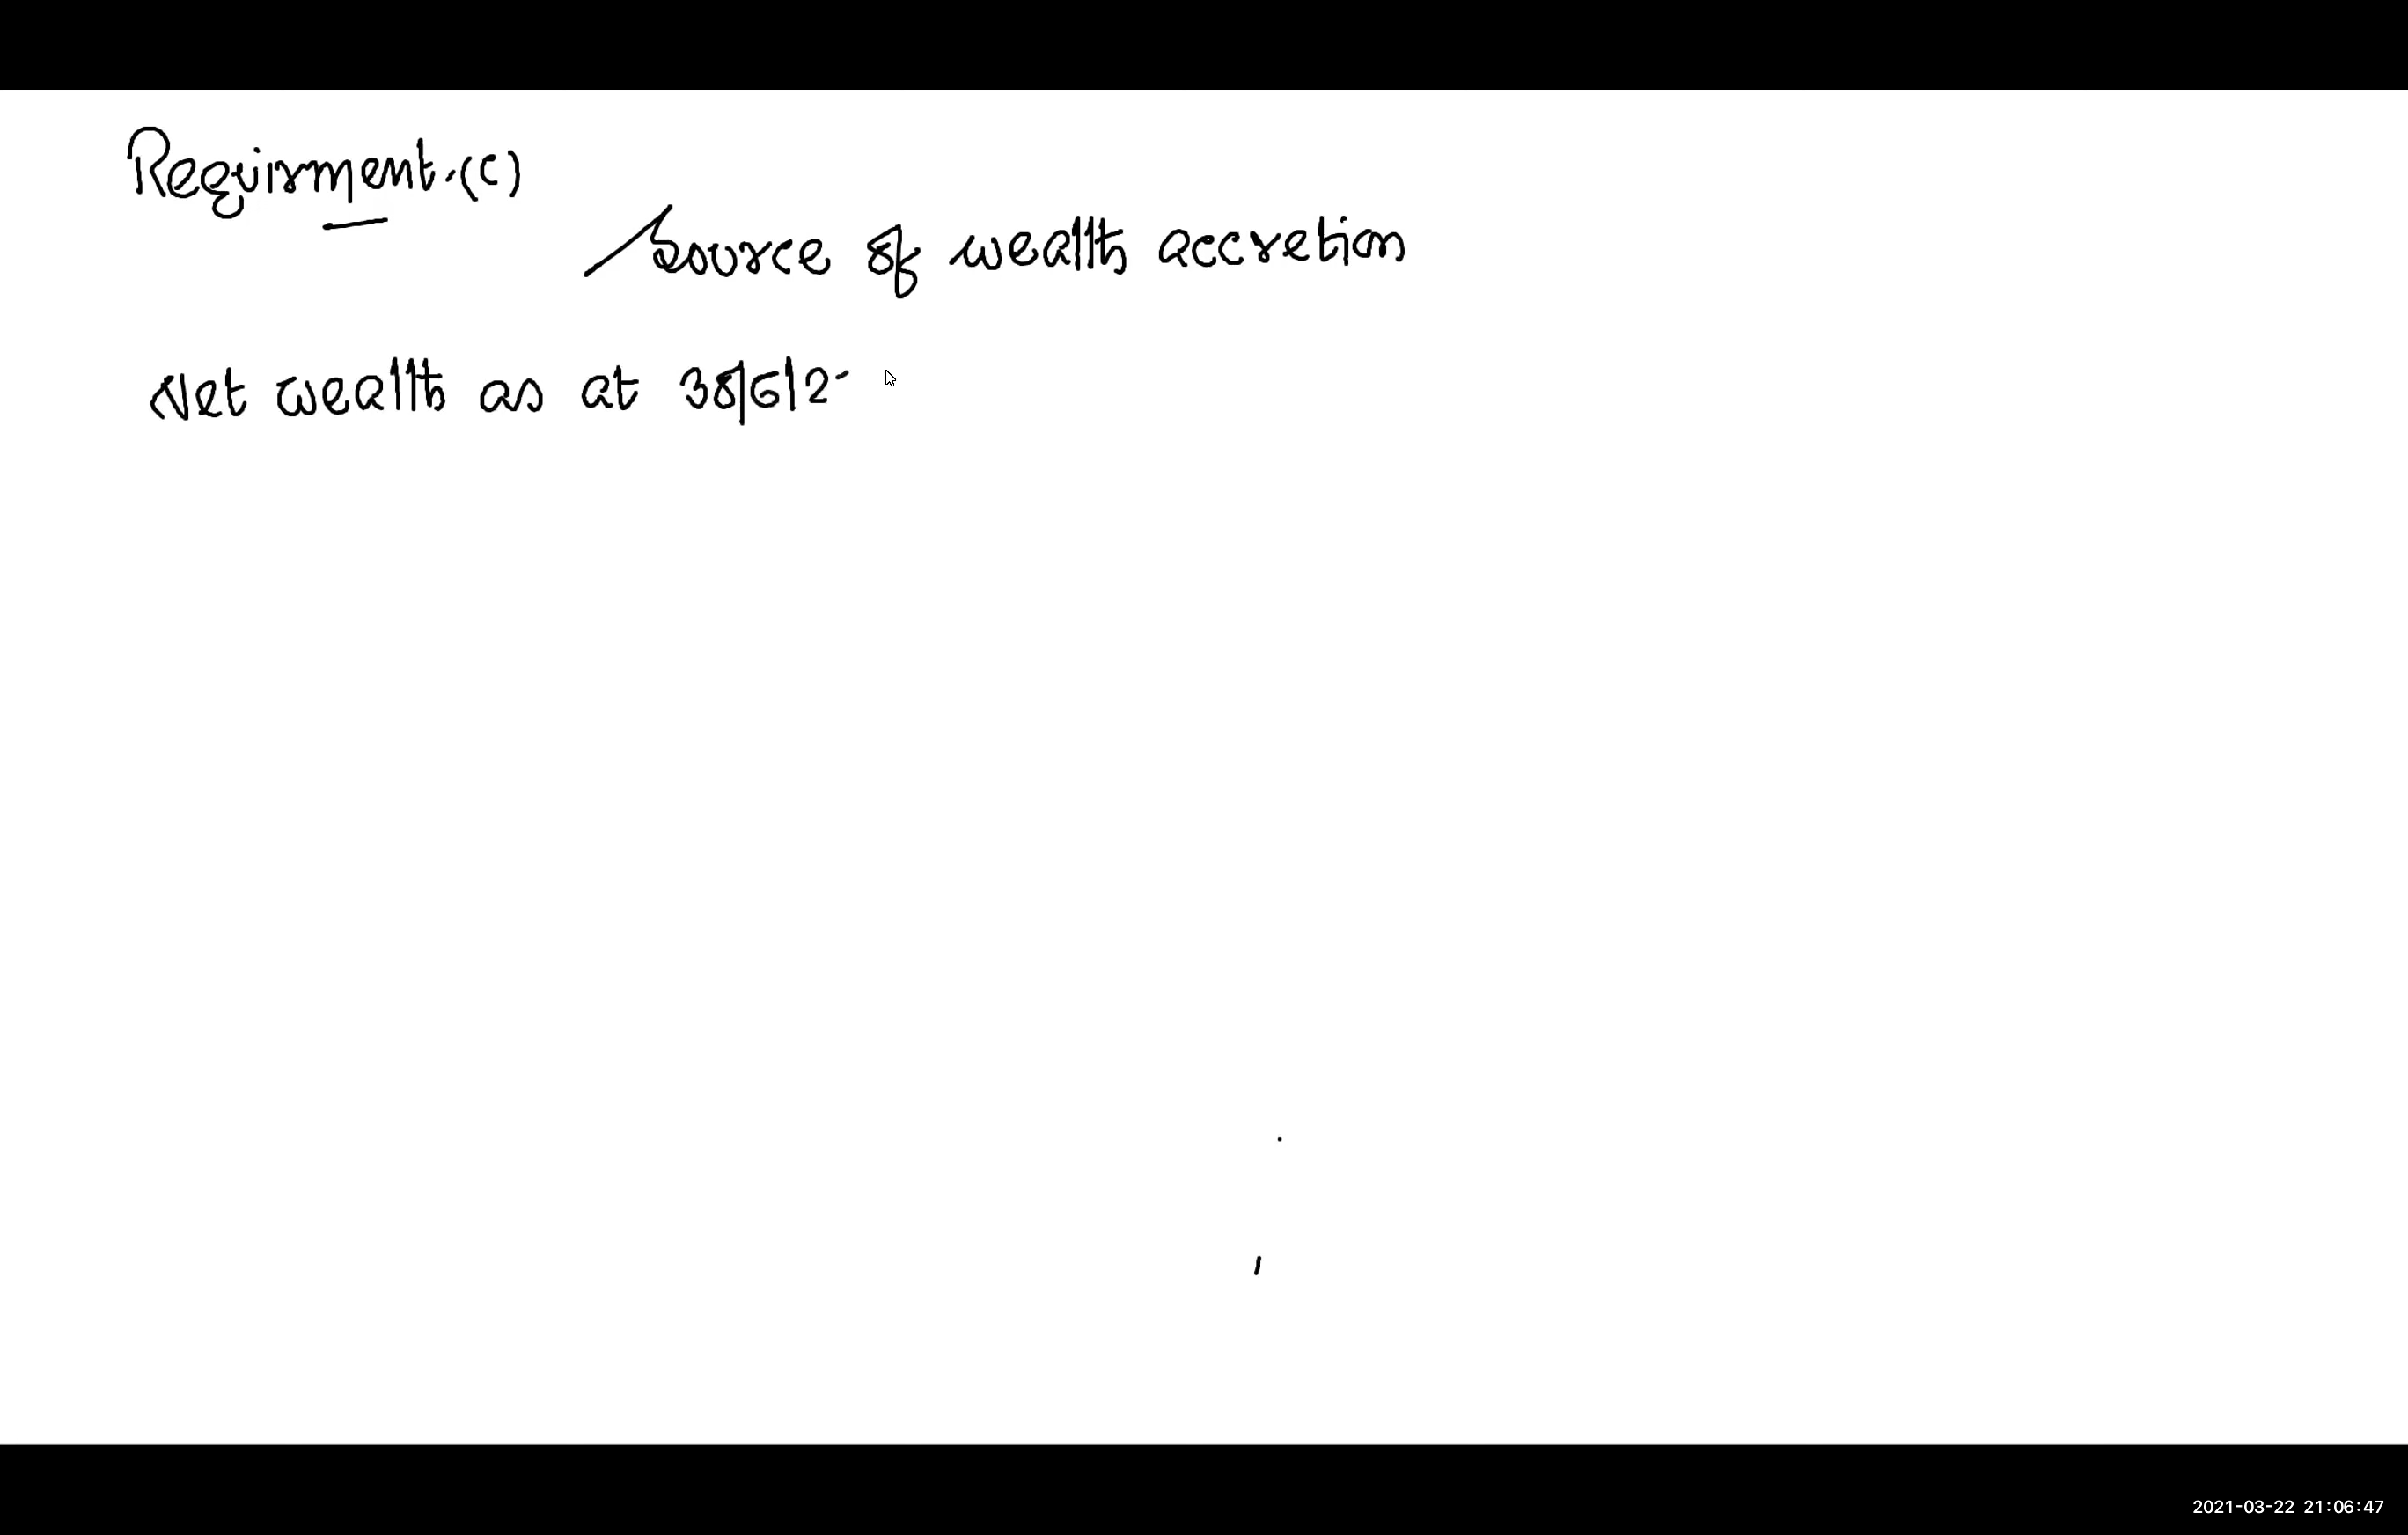 Requirment-(c)
Source of wealth accretion
Net wealth as at 30/6/2
2021-03-22 21:06:47